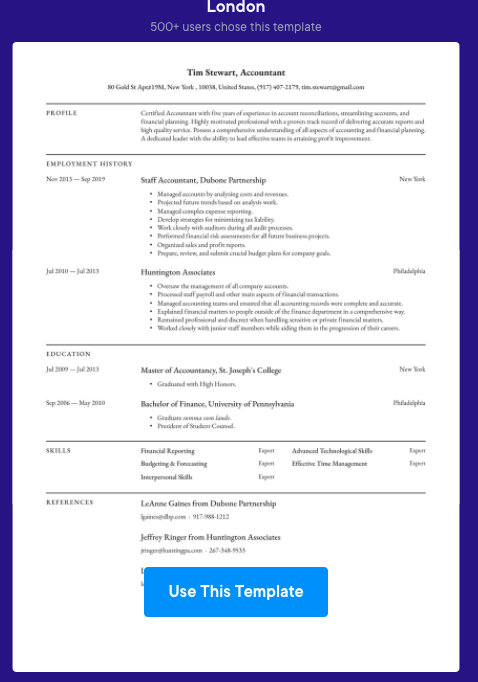 London
500+ users chose this template
Tim Stewart, Accountant
80 Gold St Apt#19M, New York , 10038, United States, (917)-407-2179, tim.stwart@gmail.com
PROFILE
Certified Accountant with five years of experience in account reconciliations, streamlining accounts, and
financial planning. Highly motivated professional with a proven track record of delivering accurate reports and
high quality service. Possess a comprehensive understanding of all aspects of accounting and financial planning.
A dedicated leader with the ability to lead effective teams in attaining profit improvement.
EMPLOYMENT HISTORY
Nov 2013 — Sep 2019 Staff Accountant, Dubone Partnership New York
• Managed accounts by analyzing costs and revenues.
• Projected future trends based on analysis work.
• Managed complex expense reporting.
• Develop strategies for minimizing tax liability.
• Work closely with auditors during all audit processes.
• Performed financial risk assessments for all future business projects.
• Organized sales and profit reports.
• Prepare, review, and submit crucial budget plans for company goals.
Jul 2010 — Jul 2013 Huntington Associates Philadelphia
• Oversaw the management of all company accounts.
• Processed staff payroll and other main aspects of financial transactions.
• Managed accounting teams and ensured that all accounting records were complete and accurate.
• Explained financial matters to people outside of the finance department in a comprehensive way.
• Remained professional and discreet when handling sensitive or private financial matters.
• Worked closely with junior staff members while aiding them in the progression of their careers.
EDUCATION
Jul 2009 — Jul 2013 Master of Accountancy, St. Joseph's College New York
• Graduated with High Honors.
Sep 2006 — May 2010 Bachelor of Finance, University of Pennsylvania Philadelphia
• Graduate summa cum laude.
• President of Student Counsel.
SKILLS
Financial Reporting Expert Advanced Technological Skills Expert
Budgeting & Forecasting Expert Effective Time Management Expert
Interpersonal Skills Expert
REFERENCES
LeAnne Gaines from Dubone Partnership
lgaines@dbp.com · 917-988-1212
Jeffrey Ringer from Huntington Associates
jringer@huntingpa.com · 267-348-9533
Use This Template